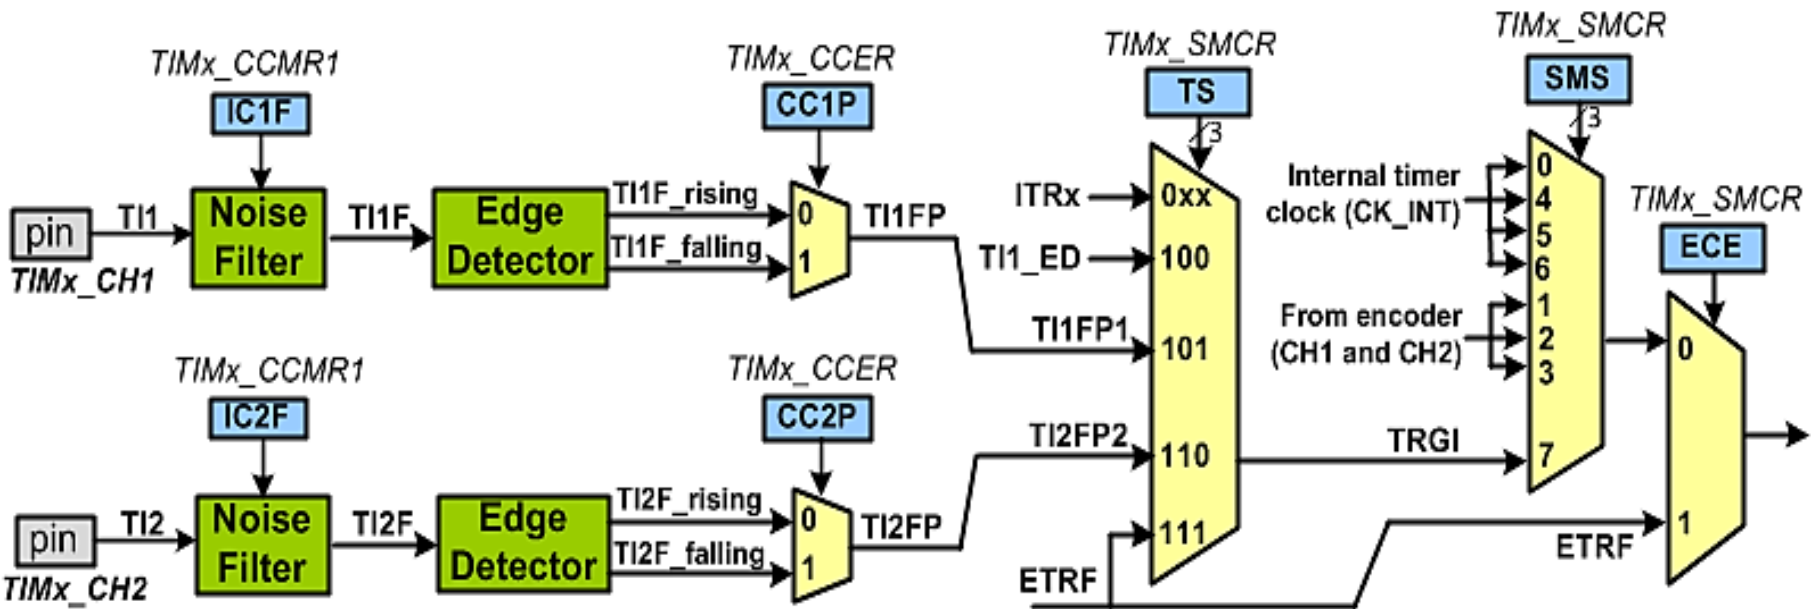 TIMx_CCMR1
IC1F
pin
TIMx_CH1
TI1
Noise
Filter
TI1F
Edge
Detector
TI1F_rising
TI1F_falling
TIMx_CCER
CC1P
0
1
TI1FP
TIMx_CCMR1
IC2F
pin
TIMx_CH2
TI2
Noise
Filter
TI2F
Edge
Detector
TI2F_rising
TI2F_falling
TIMx_CCER
CC2P
0
1
TI2FP
TIMx_SMCR
TS
3
ITRx
0xx
TI1_ED
100
TI1FP1
101
TI2FP2
110
ETRF
111
TRGI
TIMx_SMCR
SMS
3
Internal timer
clock (CK_INT)
0
4
5
6
From encoder
(CH1 and CH2)
1
2
3
7
TIMx_SMCR
ECE
0
1
ETRF